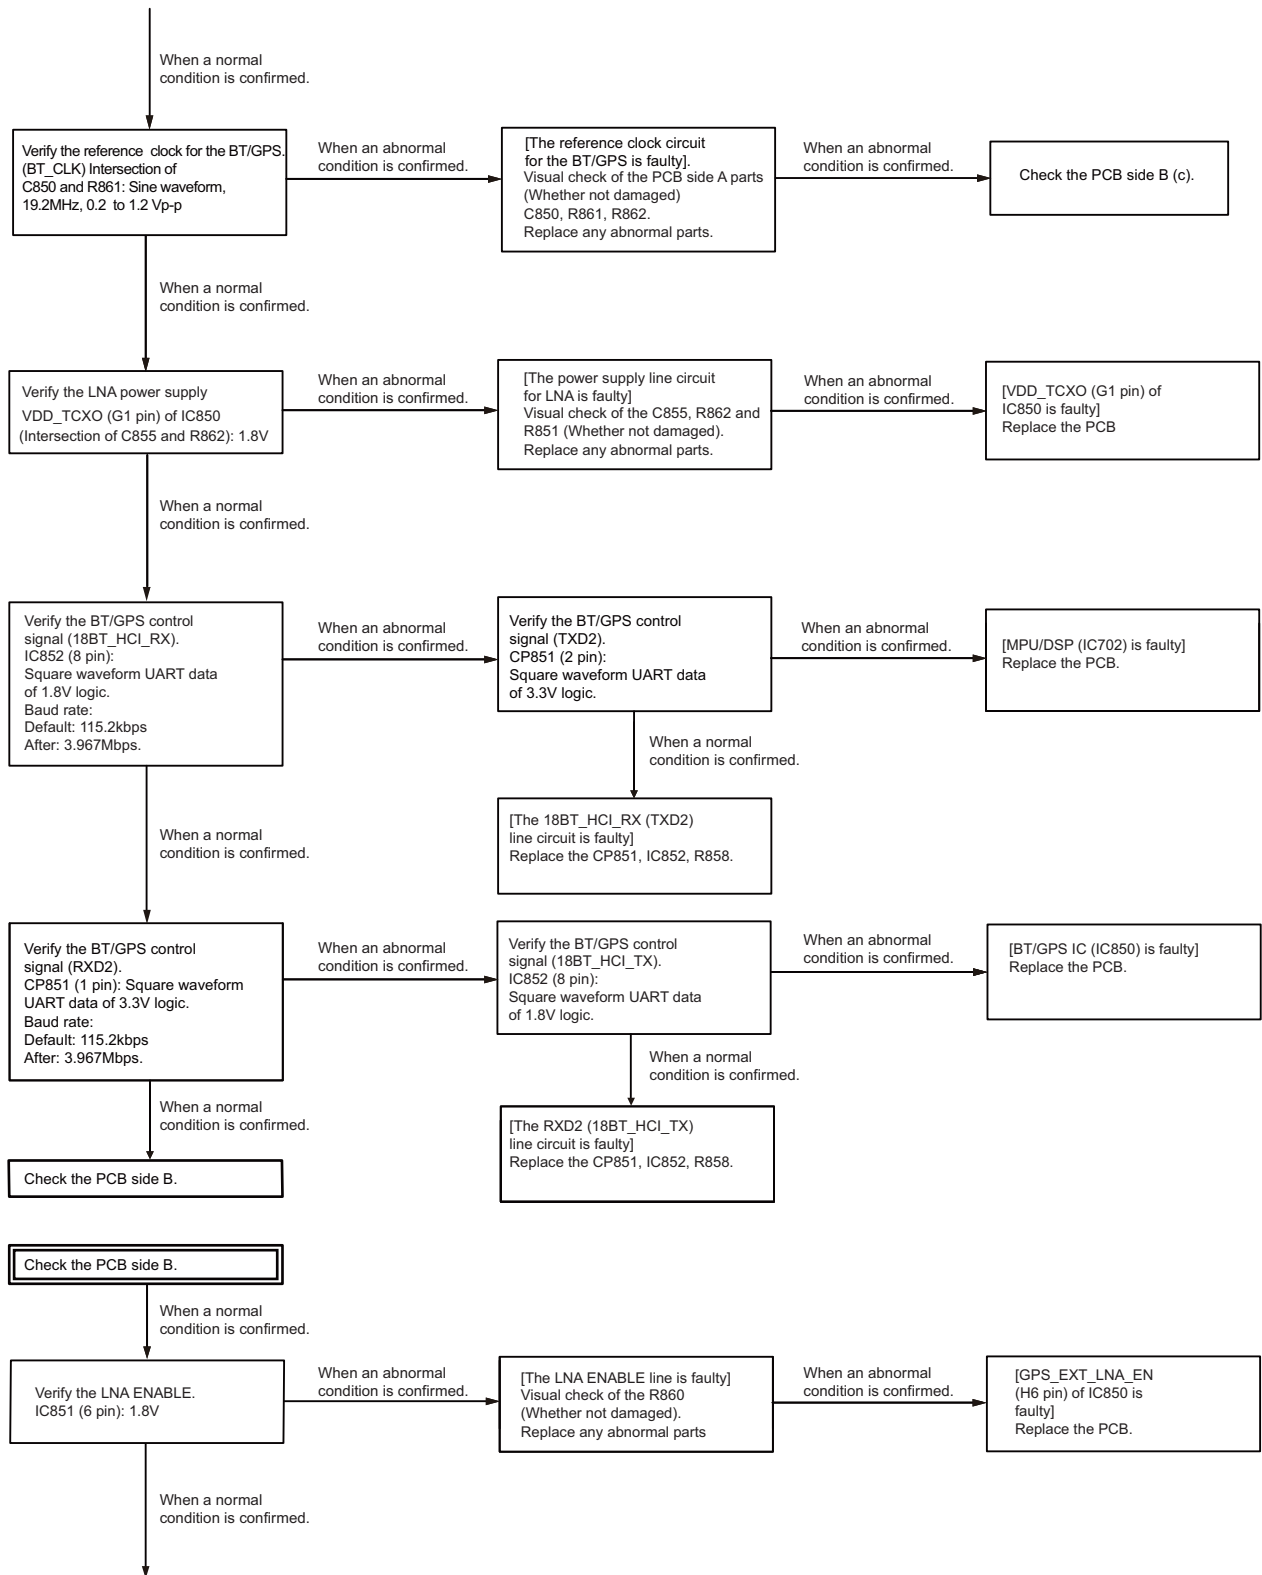 When a normal
condition is confirmed.
Verify the reference clock for the BT/GPS.
(BT_CLK) Intersection of
C850 and R861: Sine waveform,
19.2MHz, 0.2 to 1.2 Vp-p
When an abnormal
condition is confirmed.
[The reference clock circuit
for the BT/GPS is faulty].
Visual check of the PCB side A parts
(Whether not damaged)
C850, R861, R862.
Replace any abnormal parts.
When an abnormal
condition is confirmed.
Check the PCB side B (c).
When a normal
condition is confirmed.
Verify the LNA power supply
VDD_TCXO (G1 pin) of IC850
(Intersection of C855 and R862): 1.8V
When an abnormal
condition is confirmed.
[The power supply line circuit
for LNA is faulty]
Visual check of the C855, R862 and
R851 (Whether not damaged).
Replace any abnormal parts.
When an abnormal
condition is confirmed.
[VDD_TCXO (G1 pin) of
IC850 is faulty]
Replace the PCB
When a normal
condition is confirmed.
Verify the BT/GPS control
signal (18BT_HCI_RX).
IC852 (8 pin):
Square waveform UART data
of 1.8V logic.
Baud rate:
Default: 115.2kbps
After: 3.967Mbps.
When an abnormal
condition is confirmed.
Verify the BT/GPS control
signal (TXD2).
CP851 (2 pin):
Square waveform UART data
of 3.3V logic.
When an abnormal
condition is confirmed.
[MPU/DSP (IC702) is faulty]
Replace the PCB.
When a normal
condition is confirmed.
[The 18BT_HCI_RX (TXD2)
line circuit is faulty]
Replace the CP851, IC852, R858.
When a normal
condition is confirmed.
Verify the BT/GPS control
signal (RXD2).
CP851 (1 pin): Square waveform
UART data of 3.3V logic.
Baud rate:
Default: 115.2kbps
After: 3.967Mbps.
When an abnormal
condition is confirmed.
Verify the BT/GPS control
signal (18BT_HCI_TX).
IC852 (8 pin):
Square waveform UART data
of 1.8V logic.
When an abnormal
condition is confirmed.
[BT/GPS IC (IC850) is faulty]
Replace the PCB.
When a normal
condition is confirmed.
[The RXD2 (18BT_HCI_TX)
line circuit is faulty]
Replace the CP851, IC852, R858.
When a normal
condition is confirmed.
Check the PCB side B.
Check the PCB side B.
When a normal
condition is confirmed.
Verify the LNA ENABLE.
IC851 (6 pin): 1.8V
When an abnormal
condition is confirmed.
[The LNA ENABLE line is faulty]
Visual check of the R860
(Whether not damaged).
Replace any abnormal parts
When an abnormal
condition is confirmed.
[GPS_EXT_LNA_EN
(H6 pin) of IC850 is
faulty]
Replace the PCB.
When a normal
condition is confirmed.